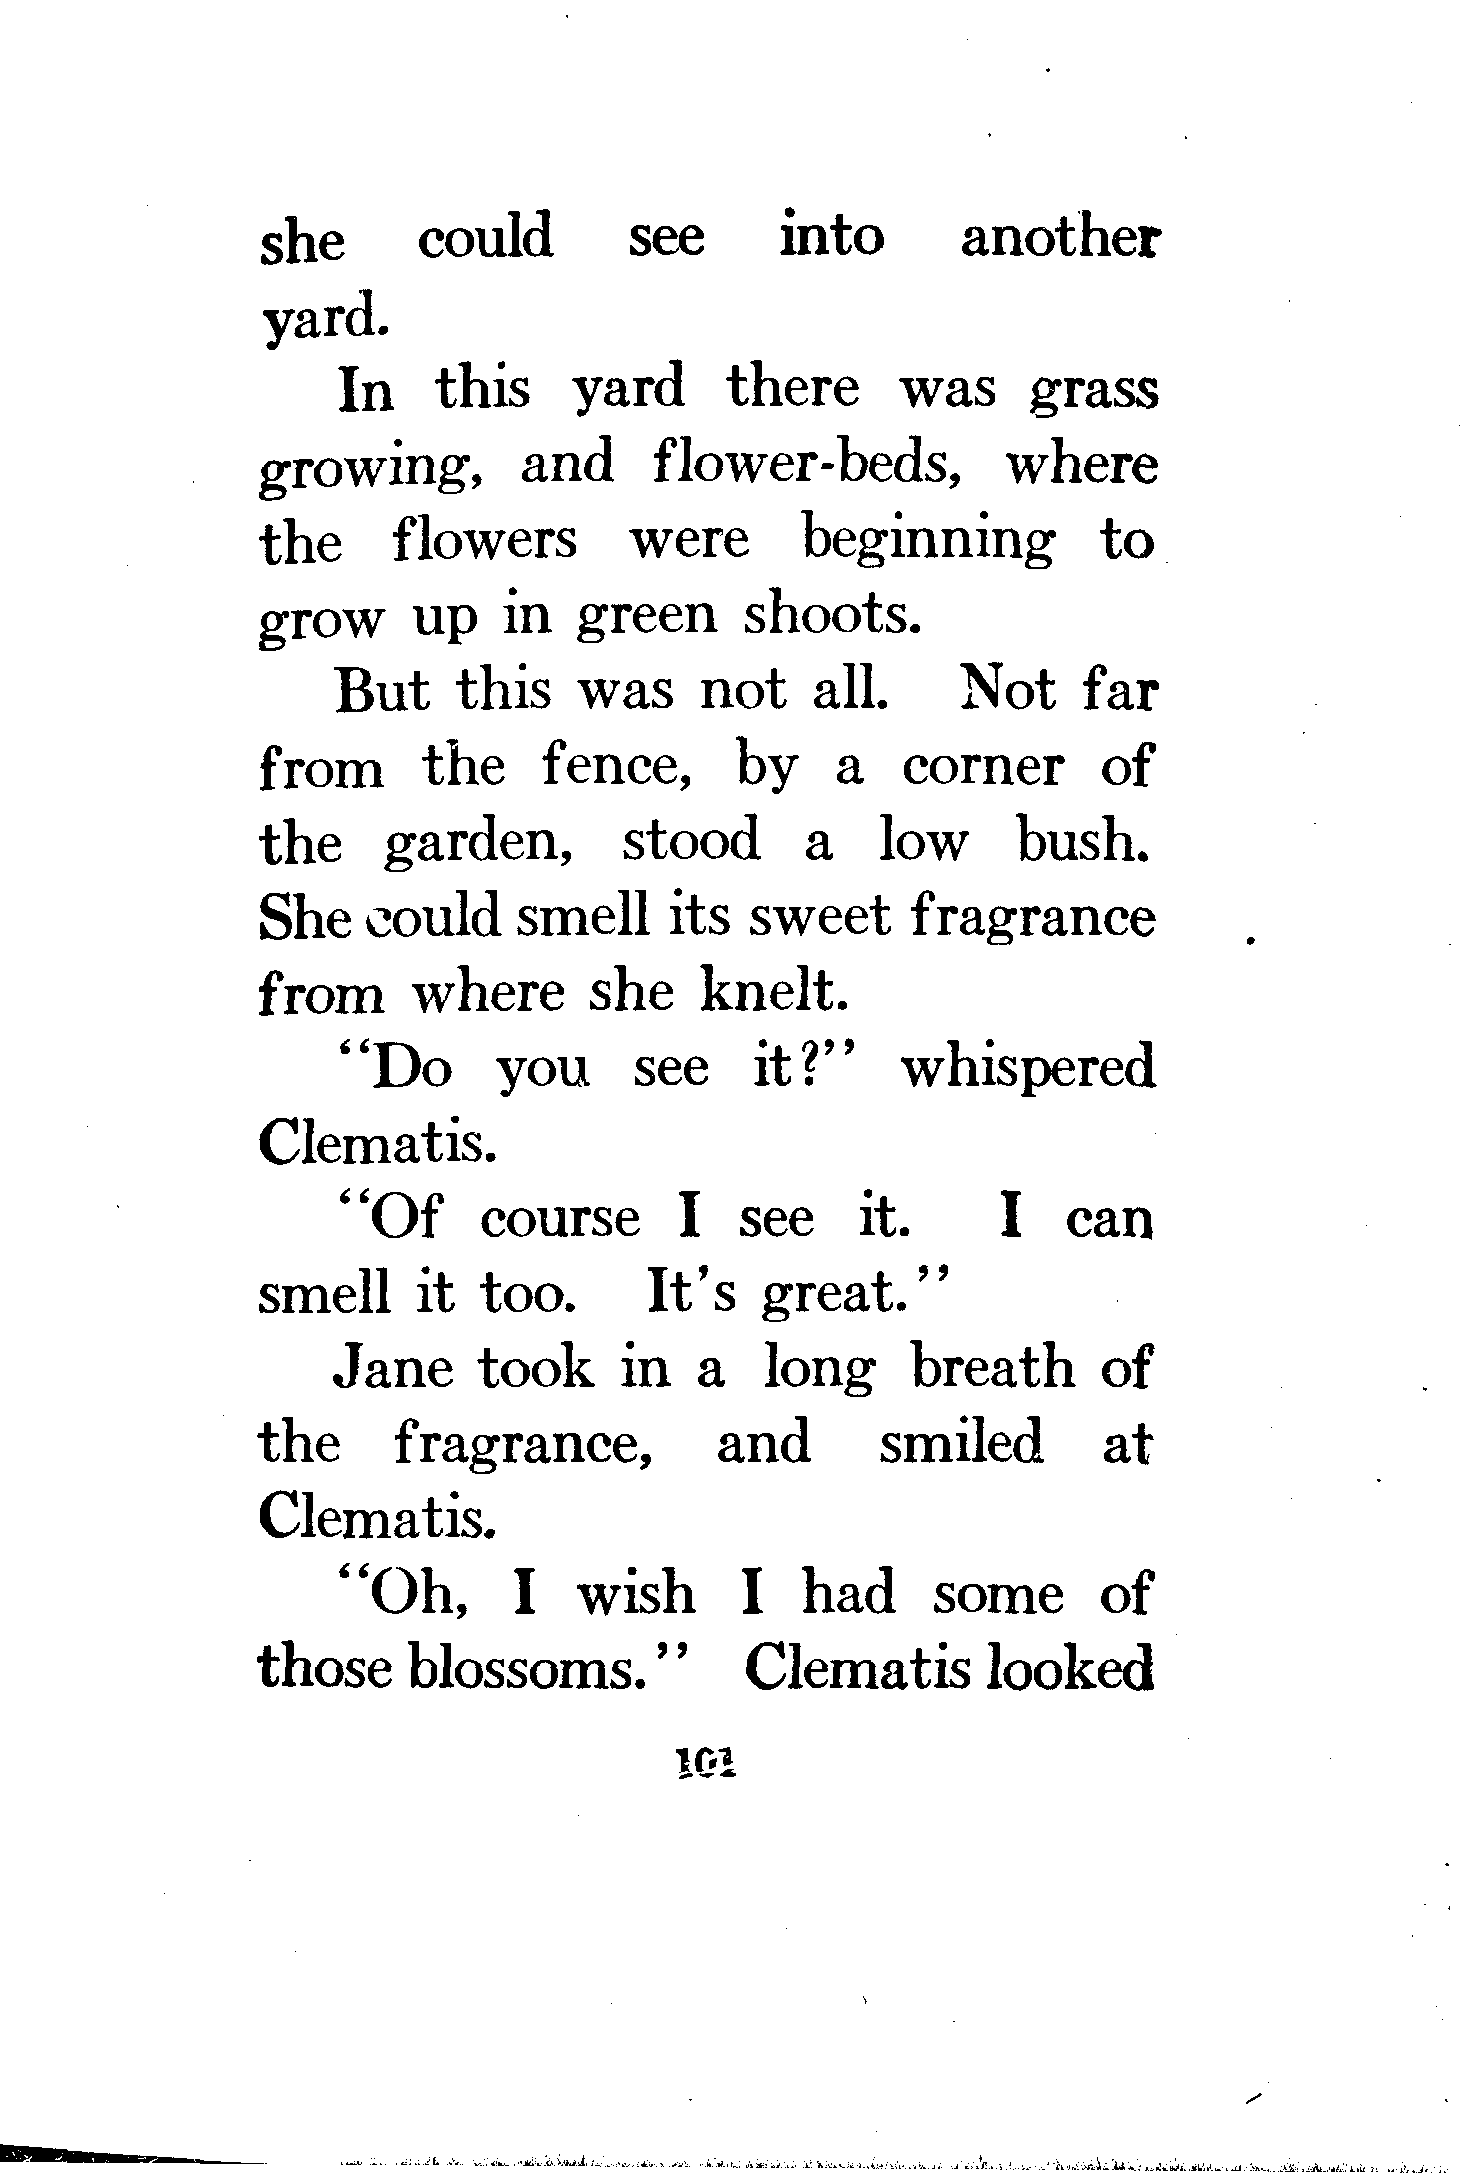 she could see into another
yard.
In this yard there was grass
growing, and flower-beds, where
the flowers were beginning to
grow up in green shoots.
But this was not all. Not far
from the fence, by a corner of
the garden, stood a low bush.
She could smell its sweet fragrance
from where she knelt.
"Do you see it?" whispered
Clematis.
"Of course I see it. I can
smell it too. It's great."
Jane took in a long breath of
the fragrance, and smiled at
Clematis.
"Oh, I wish I had some of
those blossoms." Clematis looked
101